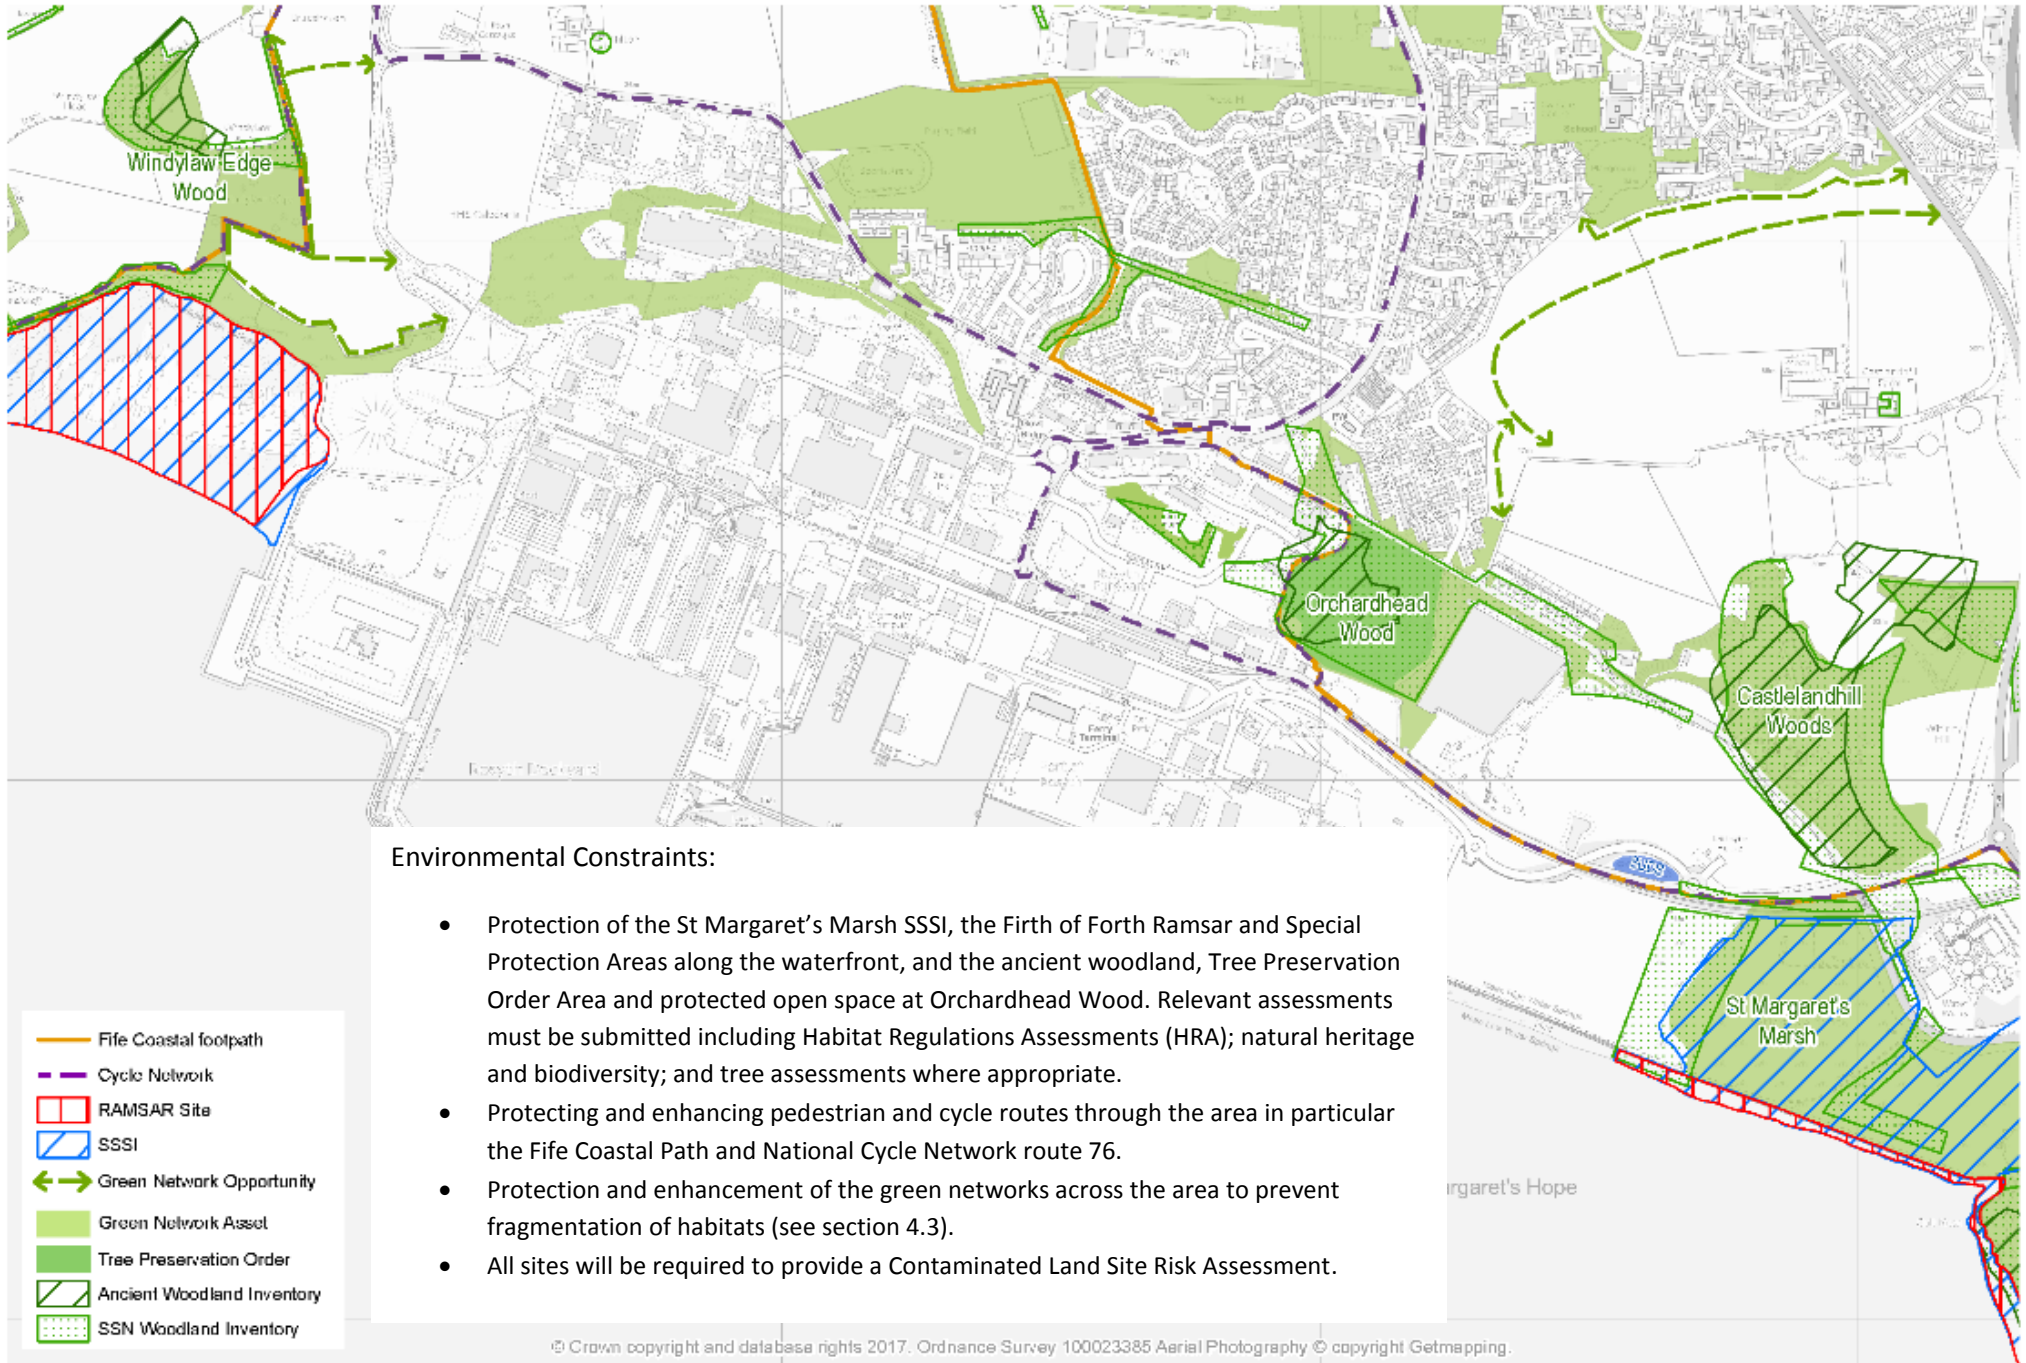 Windylaw Edge
Wood
Orchardhead
Wood
Castlelandhill
Woods
Ferry
Terminal
Rosyth Dockyard
Environmental Constraints:
• Protection of the St Margaret’s Marsh SSSI, the Firth of Forth Ramsar and Special
Protection Areas along the waterfront, and the ancient woodland, Tree Preservation
Order Area and protected open space at Orchardhead Wood. Relevant assessments
must be submitted including Habitat Regulations Assessments (HRA); natural heritage
and biodiversity; and tree assessments where appropriate.
• Protecting and enhancing pedestrian and cycle routes through the area in particular
the Fife Coastal Path and National Cycle Network route 76.
• Protection and enhancement of the green networks across the area to prevent
fragmentation of habitats (see section 4.3).
• All sites will be required to provide a Contaminated Land Site Risk Assessment.
St Margaret's
Marsh
rgaret's Hope
Fife Coastal footpath
Cycle Network
RAMSAR Site
SSSI
Green Network Opportunity
Green Network Asset
Tree Preservation Order
Ancient Woodland Inventory
SSN Woodland Inventory
© Crown copyright and database rights 2017. Ordnance Survey 100023385 Aerial Photography © copyright Getmapping.